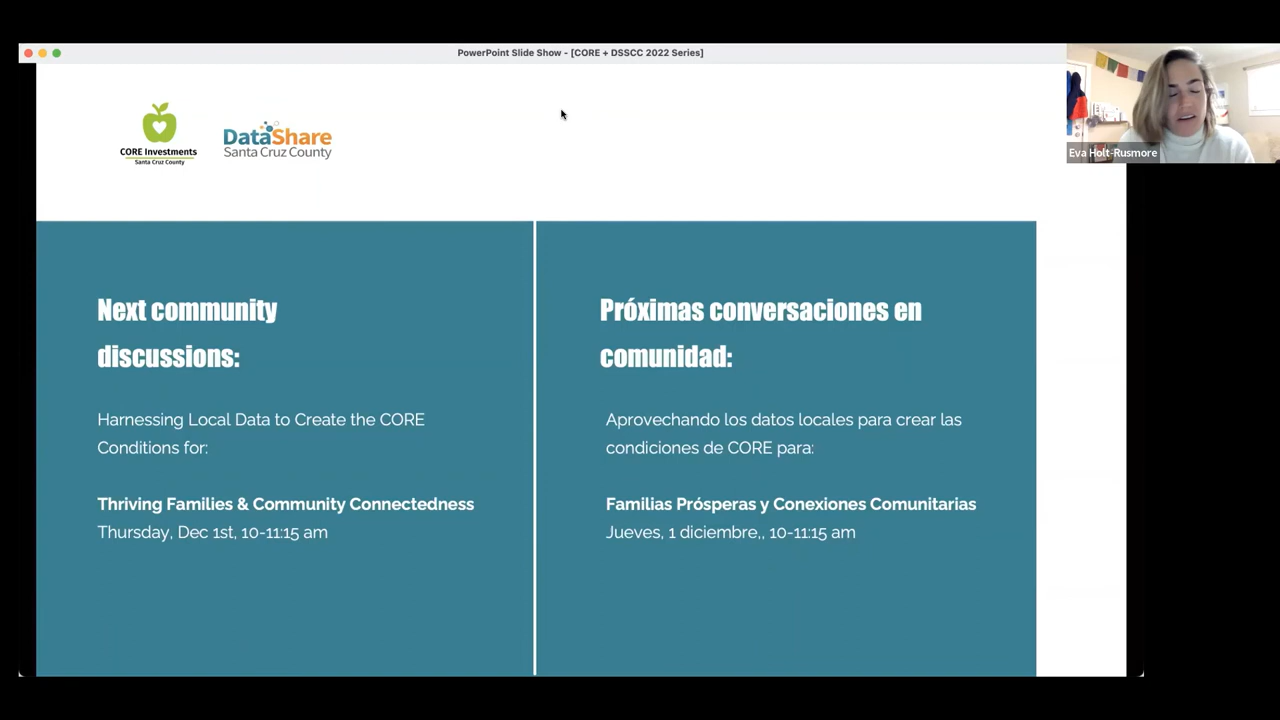 PowerPoint Slide Show - [CORE + DSSCC 2022 Series]
CORE Investments
Santa Cruz County
DataShare
Santa Cruz County
Eva Holt-Rusmore
Next community
discussions:
Harnessing Local Data to Create the CORE
Conditions for:
Thriving Families & Community Connectedness
Thursday, Dec 1st, 10-11:15 am
Próximas conversaciones en
comunidad:
Aprovechando los datos locales para crear las
condiciones de CORE para:
Familias Prósperas y Conexiones Comunitarias
Jueves, 1 diciembre,, 10-11:15 am